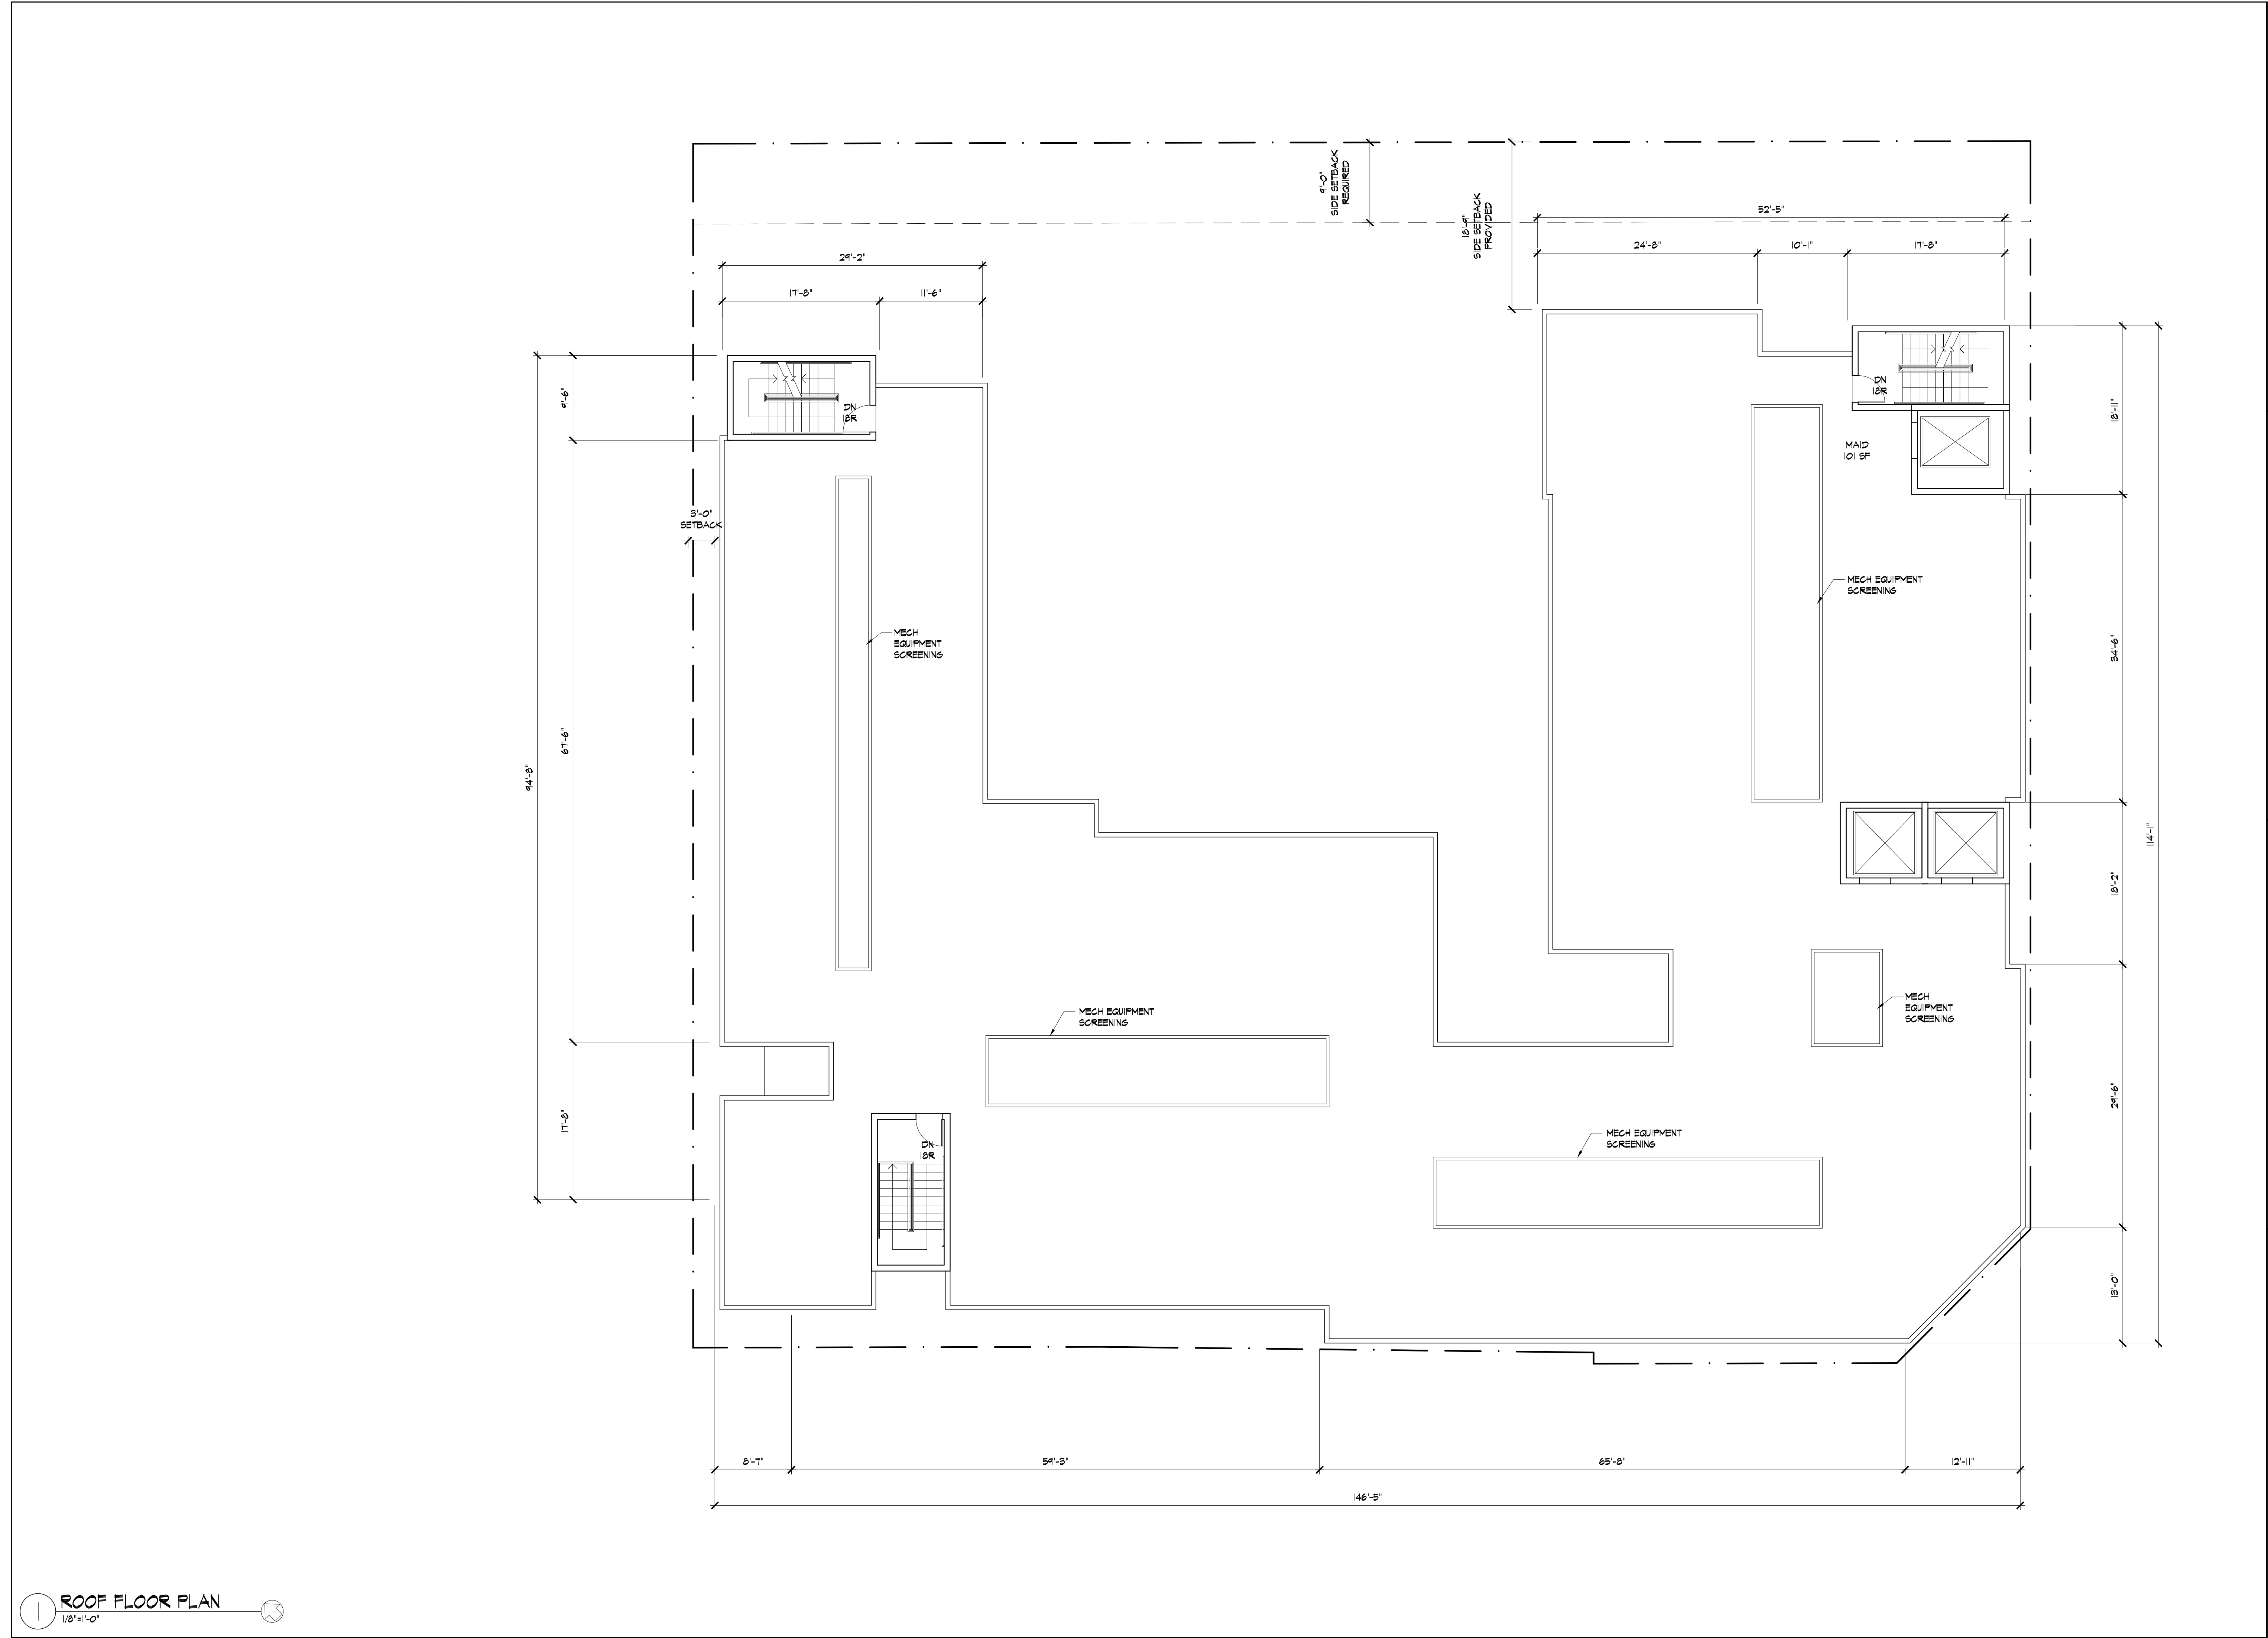 9'-0"
SIDE SETBACK
REQUIRED
18'-9"
SIDE SETBACK
PROVIDED
52'-5"
24'-8"
10'-1"
17'-8"
29'-2"
17'-8"
11'-6"
DN
18R
DN
18R
9'-6"
18'-11"
MAID
101 SF
3'-0"
SETBACK
MECH EQUIPMENT
SCREENING
MECH
EQUIPMENT
SCREENING
34'-6"
67'-6"
94'-8"
114'-1"
18'-2"
MECH EQUIPMENT
SCREENING
MECH
EQUIPMENT
SCREENING
29'-6"
17'-8"
DN
18R
MECH EQUIPMENT
SCREENING
13'-0"
8'-7"
59'-3"
65'-8"
12'-11"
146'-5"
1
ROOF FLOOR PLAN
1/8"=1'-0"